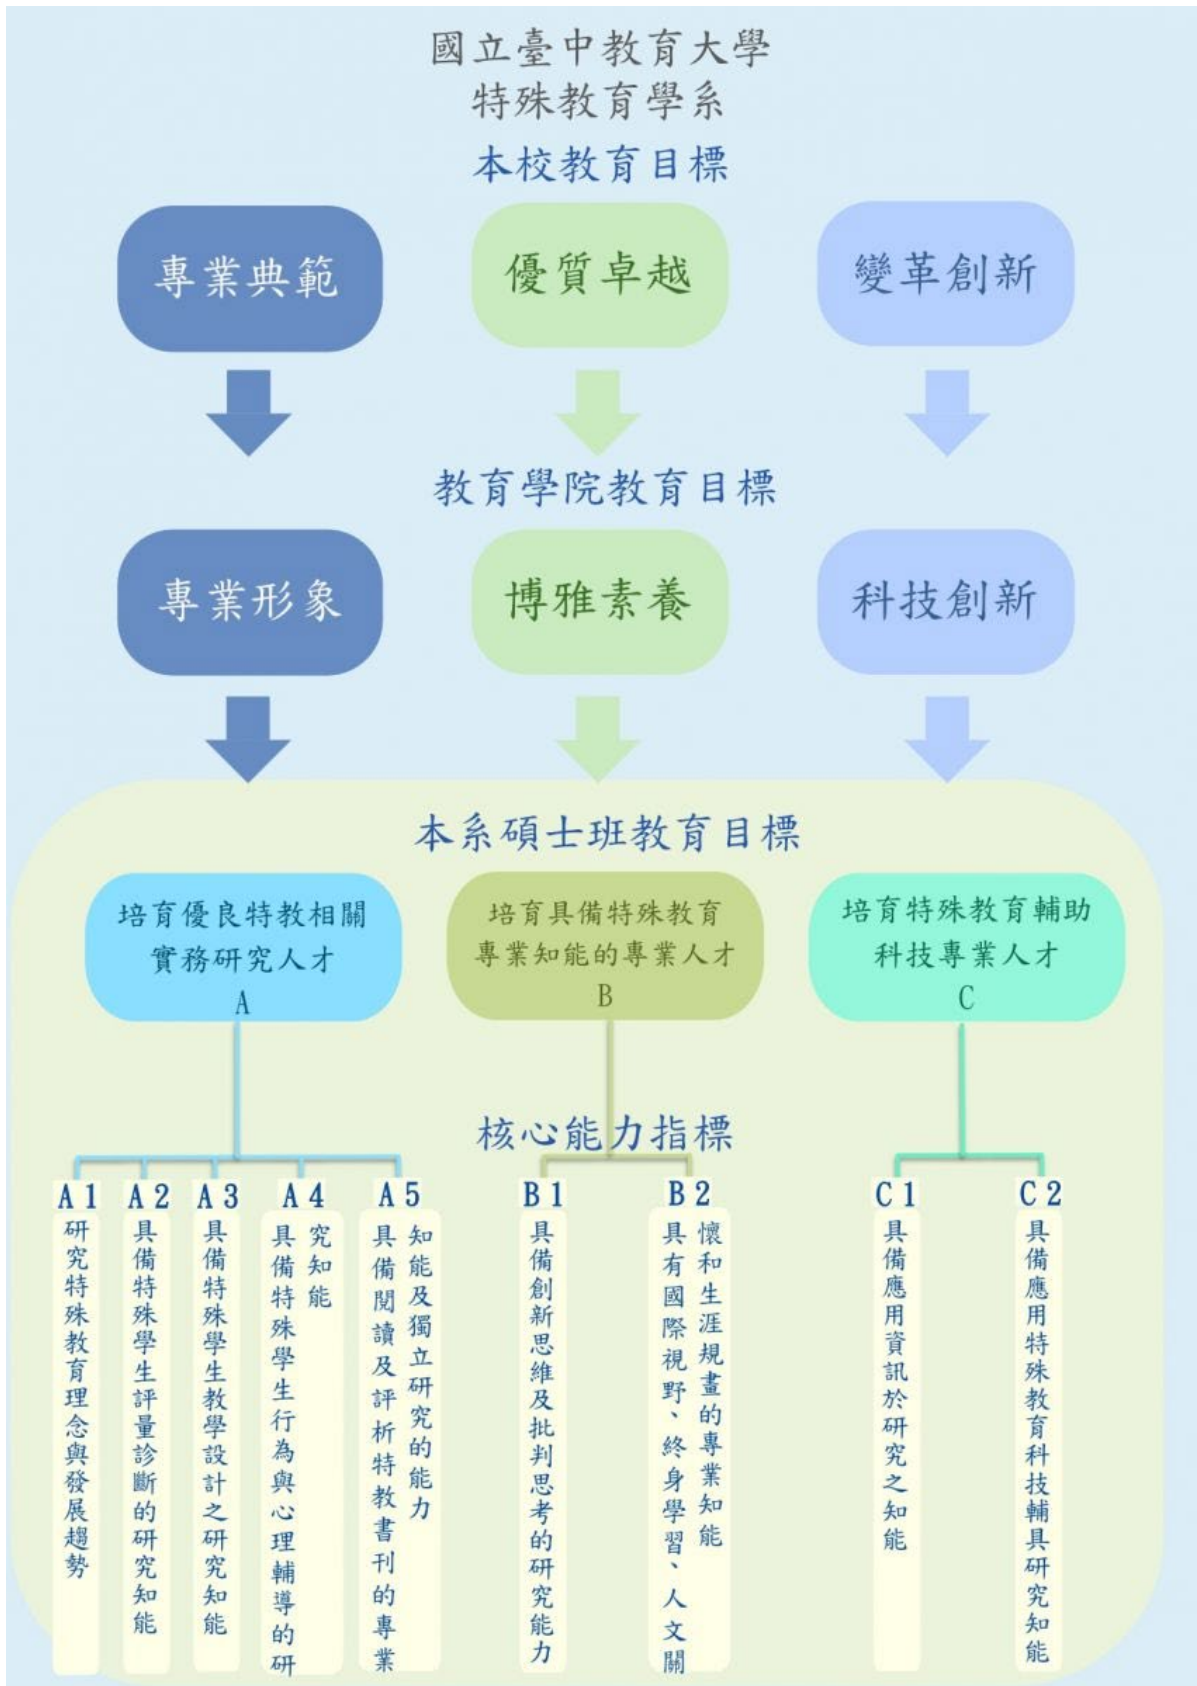 國立臺中教育大學
特殊教育學系
本校教育目標
專業典範
優質卓越
變革創新
教育學院教育目標
專業形象
博雅素養
科技創新
本系碩士班教育目標
培育優良特教相關
實務研究人才
A
培育具備特殊教育
專業知能的專業人才
B
培育特殊教育輔助
科技專業人才
C
核心能力指標
A1
研究特殊教育理念與發展趨勢
A2
具備特殊學生評量診斷的研究知能
A3
具備特殊學生教學設計之研究知能
A4
具備特殊學生行為與心理輔導的研
究知能
A5
具備閱讀及評析特教書刊的專業
知能及獨立研究的能力
B1
具備創新思維及批判思考的研究能力
B2
具有國際視野、終身學習、人文關
懷和生涯規畫的專業知能
C1
具備應用資訊於研究之知能
C2
具備應用特殊教育科技輔具研究知能